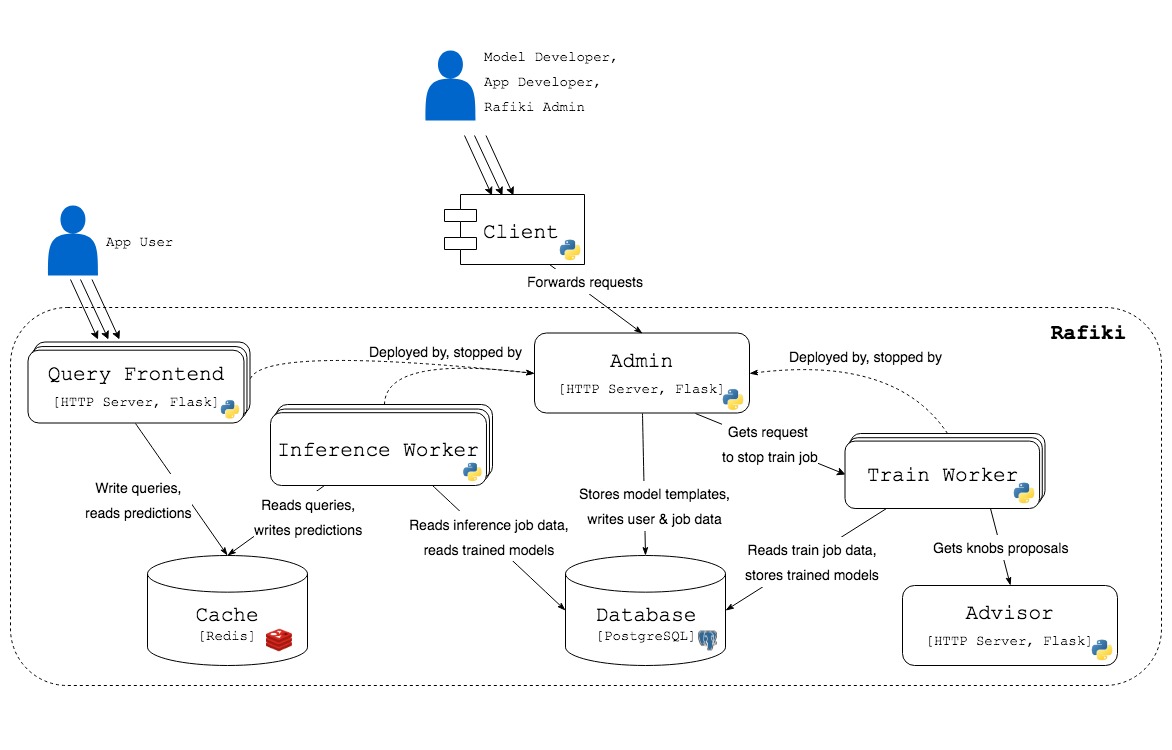 Model Developer,
App Developer,
Rafiki Admin
App User
Client
Forwards requests
Rafiki
Query Frontend
[HTTP Server, Flask]
Deployed by, stopped by
Admin
[HTTP Server, Flask]
Deployed by, stopped by
Inference Worker
Gets request
to stop train job
Train Worker
Write queries,
reads predictions
Reads queries,
writes predictions
Reads inference job data,
reads trained models
Stores model templates,
writes user & job data
Reads train job data,
stores trained models
Gets knobs proposals
Cache
[Redis]
Database
[PostgreSQL]
Advisor
[HTTP Server, Flask]